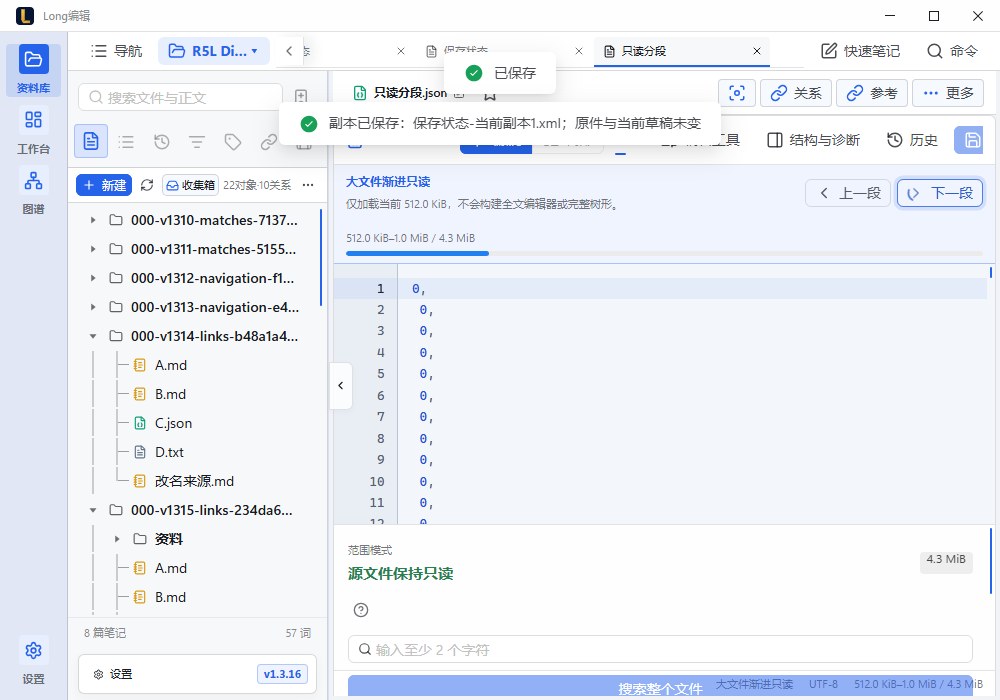 Long编辑
导航
R5L Di...
态
保存状态
只读分段
快速笔记
命令
已保存
资料库
搜索文件与正文
只读分段.json
关系
参考
更多
副本已保存：保存状态-当前副本1.xml；原件与当前草稿未变
工具
结构与诊断
历史
工作台
新建
收集箱
22对象·10关系
大文件渐进只读
仅加载当前 512.0 KiB，不会构建全文编辑器或完整树形。
上一段
下一段
图谱
000-v1310-matches-7137...
512.0 KiB–1.0 MiB / 4.3 MiB
000-v1311-matches-5155...
000-v1312-navigation-f1...
000-v1313-navigation-e4...
000-v1314-links-b48a1a4...
A.md
B.md
C.json
D.txt
改名来源.md
000-v1315-links-234da6...
资料
A.md
B.md
1 0,
2 0,
3 0,
4 0,
5 0,
6 0,
7 0,
8 0,
9 0,
10 0,
11 0,
12 0
范围模式
源文件保持只读
4.3 MiB
输入至少 2 个字符
8 篇笔记
57 词
设置
v1.3.16
设置
搜索整个文件
大文件渐进只读
UTF-8
512.0 KiB–1.0 MiB / 4.3 MiB